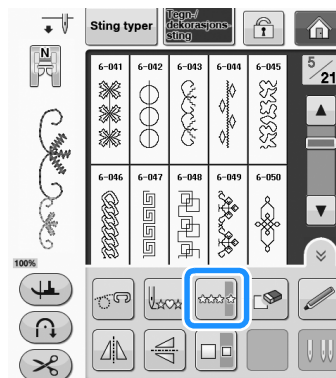 Sting typer
Tegn-/
dekorasjons-
sting
N
6-041 6-042 6-043 6-044 6-045
5/21
6-046 6-047 6-048 6-049 6-050
100%